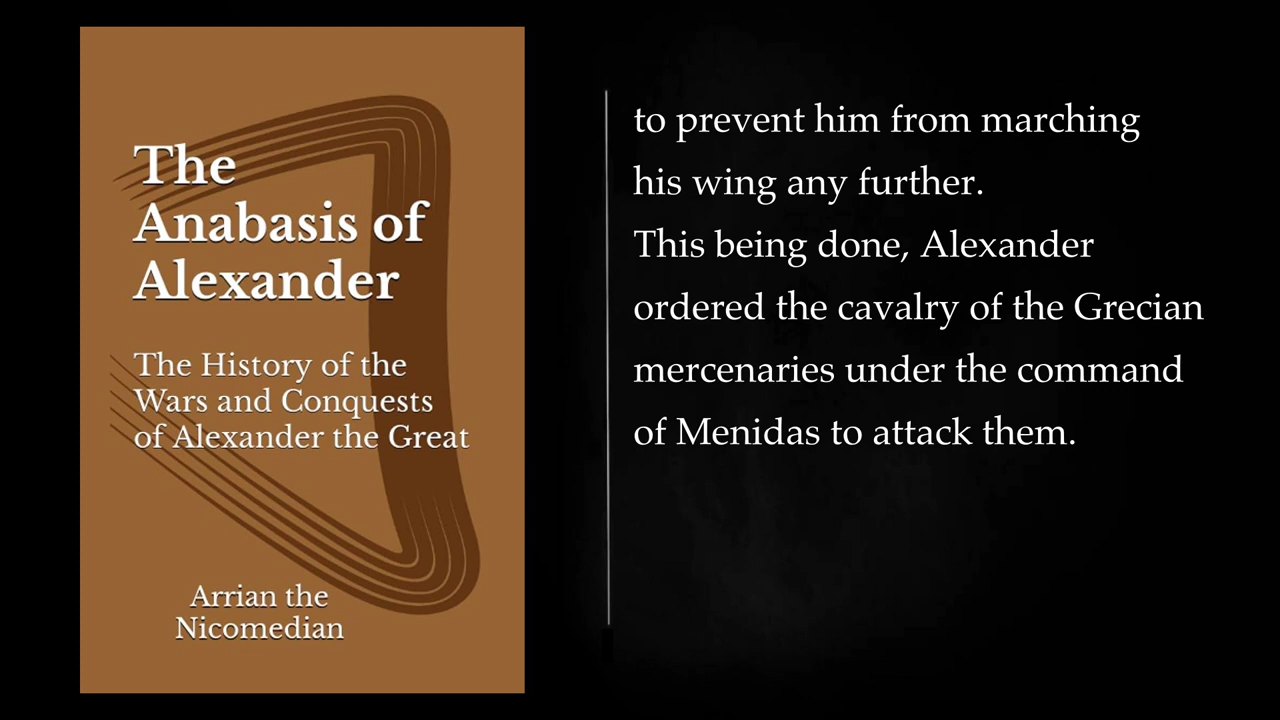 The
Anabasis of
Alexander
The History of the
Wars and Conquests
of Alexander the Great
Arrian the
Nicomedian
to prevent him from marching
his wing any further.
This being done, Alexander
ordered the cavalry of the Grecian
mercenaries under the command
of Menidas to attack them.